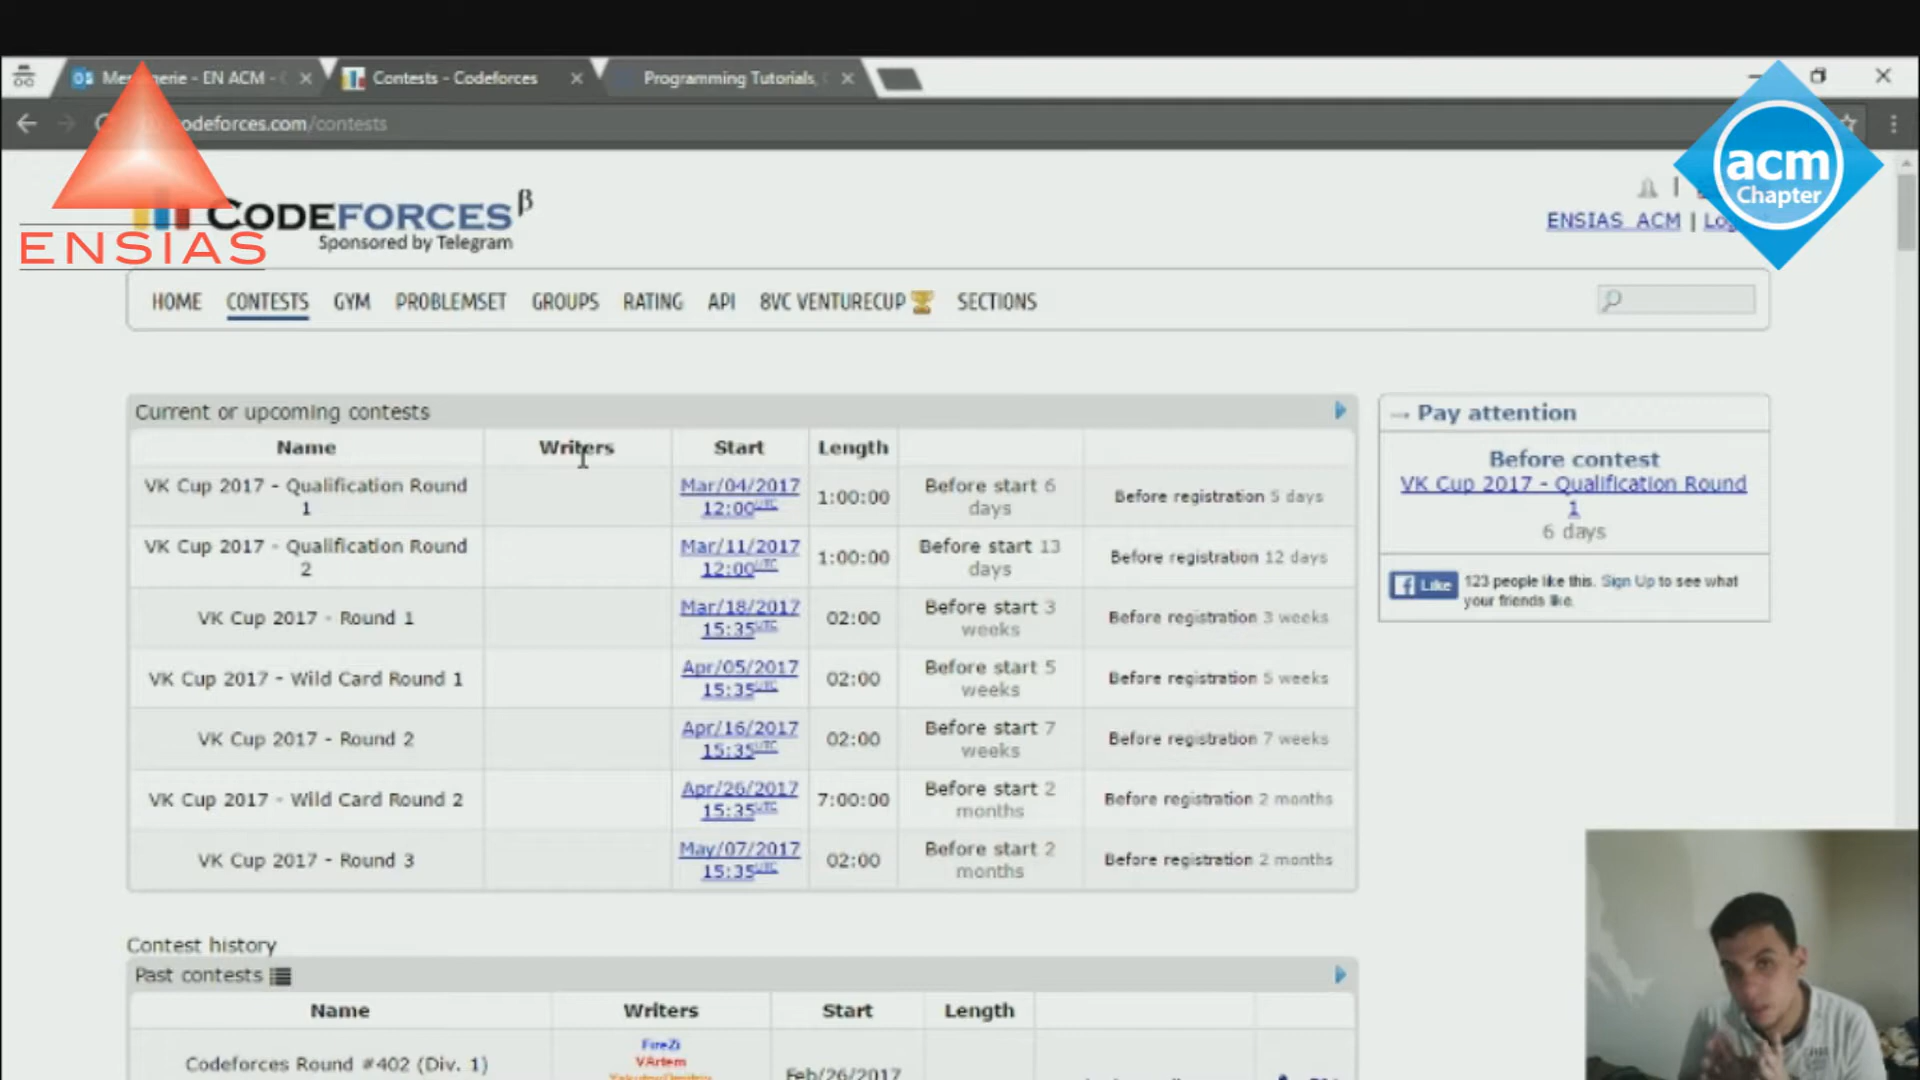 Contests - Codeforces
Programming Tutorials,
odeforces.com/contests
ENSIAS
acm
Chapter
CODEFORCES β
Sponsored by Telegram
ENSIAS_ACM |
HOME CONTESTS GYM PROBLEMSET GROUPS RATING API 8VC VENTURECUP SECTIONS
Current or upcoming contests
Name Writers Start Length
VK Cup 2017 - Qualification Round 1 Mar/04/2017 12:00 UTC 1:00:00 Before start 6 days Before registration 5 days
VK Cup 2017 - Qualification Round 2 Mar/11/2017 12:00 UTC 1:00:00 Before start 13 days Before registration 12 days
VK Cup 2017 - Round 1 Mar/18/2017 15:35 UTC 02:00 Before start 3 weeks Before registration 3 weeks
VK Cup 2017 - Wild Card Round 1 Apr/05/2017 15:35 UTC 02:00 Before start 5 weeks Before registration 5 weeks
VK Cup 2017 - Round 2 Apr/16/2017 15:35 UTC 02:00 Before start 7 weeks Before registration 7 weeks
VK Cup 2017 - Wild Card Round 2 Apr/26/2017 15:35 UTC 7:00:00 Before start 2 months Before registration 2 months
VK Cup 2017 - Round 3 May/07/2017 15:35 UTC 02:00 Before start 2 months Before registration 2 months
→ Pay attention
Before contest
VK Cup 2017 - Qualification Round
1
6 days
Like 123 people like this. Sign Up to see what
your friends like.
Contest history
Past contests
Name Writers Start Length
FireZi
Codeforces Round #402 (Div. 1)
VArtem
Feb/26/2017